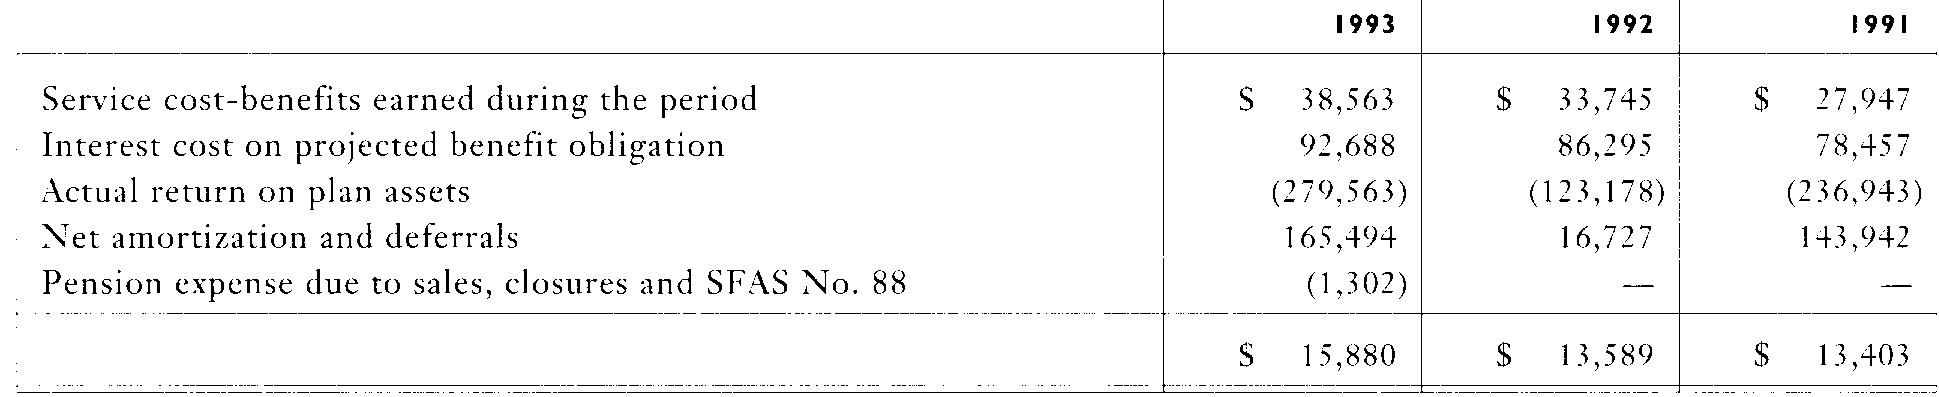 1993 1992 1991
Service cost-benefits earned during the period $ 38,563 $ 33,745 $ 27,947
Interest cost on projected benefit obligation 92,688 86,295 78,457
Actual return on plan assets (279,563) (123,178) (236,943)
Net amortization and deferrals 165,494 16,727 143,942
Pension expense due to sales, closures and SFAS No. 88 (1,302) — —
$ 15,880 $ 13,589 $ 13,403